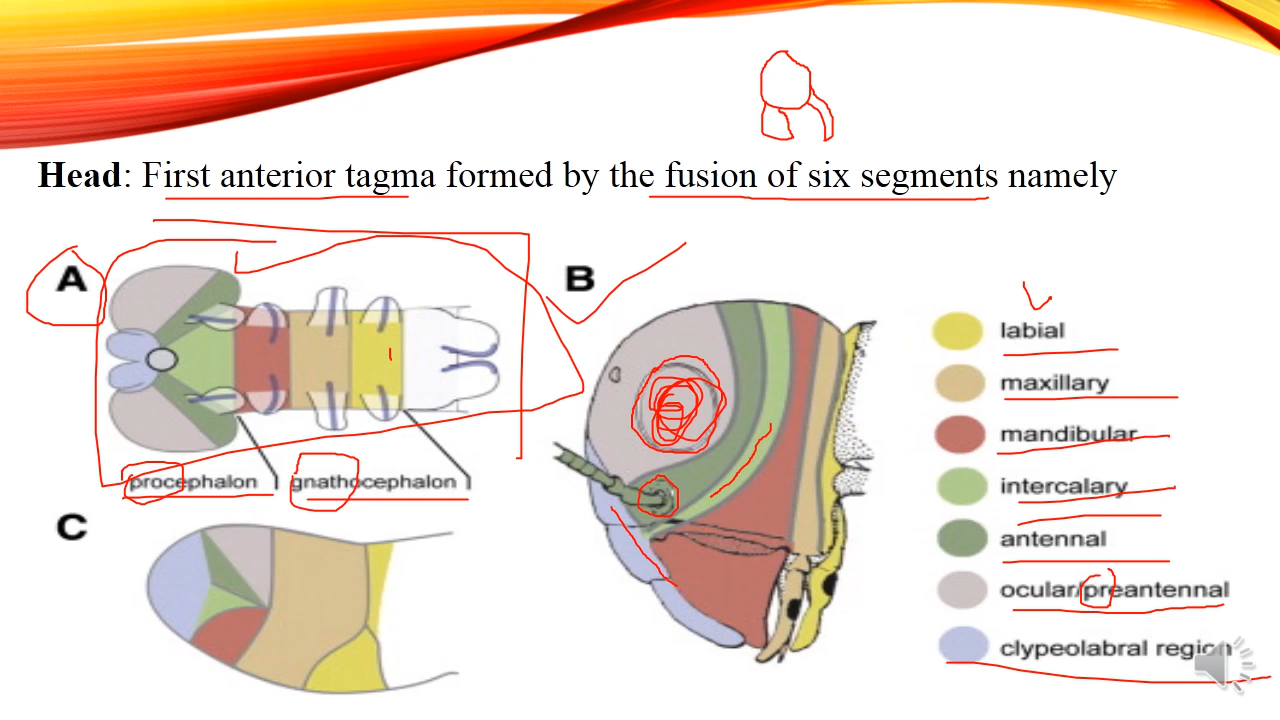 Head: First anterior tagma formed by the fusion of six segments namely
A
B
procephalon
gnathocephalon
C
labial
maxillary
mandibular
intercalary
antennal
ocular/preantennal
clypeolabral region